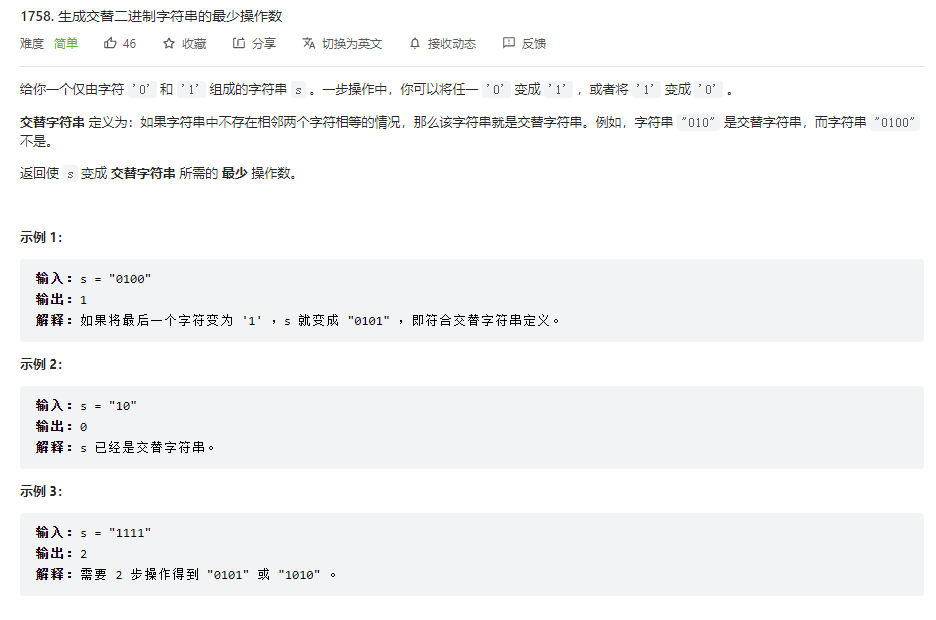 1758. 生成交替二进制字符串的最少操作数
难度 简单 46 收藏 分享 切换为英文 接收动态 反馈
给你一个仅由字符 '0' 和 '1' 组成的字符串 s 。一步操作中，你可以将任一 '0' 变成 '1' ，或者将 '1' 变成 '0' 。
交替字符串 定义为：如果字符串中不存在相邻两个字符相等的情况，那么该字符串就是交替字符串。例如，字符串 "010" 是交替字符串，而字符串 "0100"
不是。
返回使 s 变成 交替字符串 所需的 最少 操作数。
示例 1：
输入：s = "0100"
输出：1
解释：如果将最后一个字符变为 '1' ，s 就变成 "0101" ，即符合交替字符串定义。
示例 2：
输入：s = "10"
输出：0
解释：s 已经是交替字符串。
示例 3：
输入：s = "1111"
输出：2
解释：需要 2 步操作得到 "0101" 或 "1010" 。